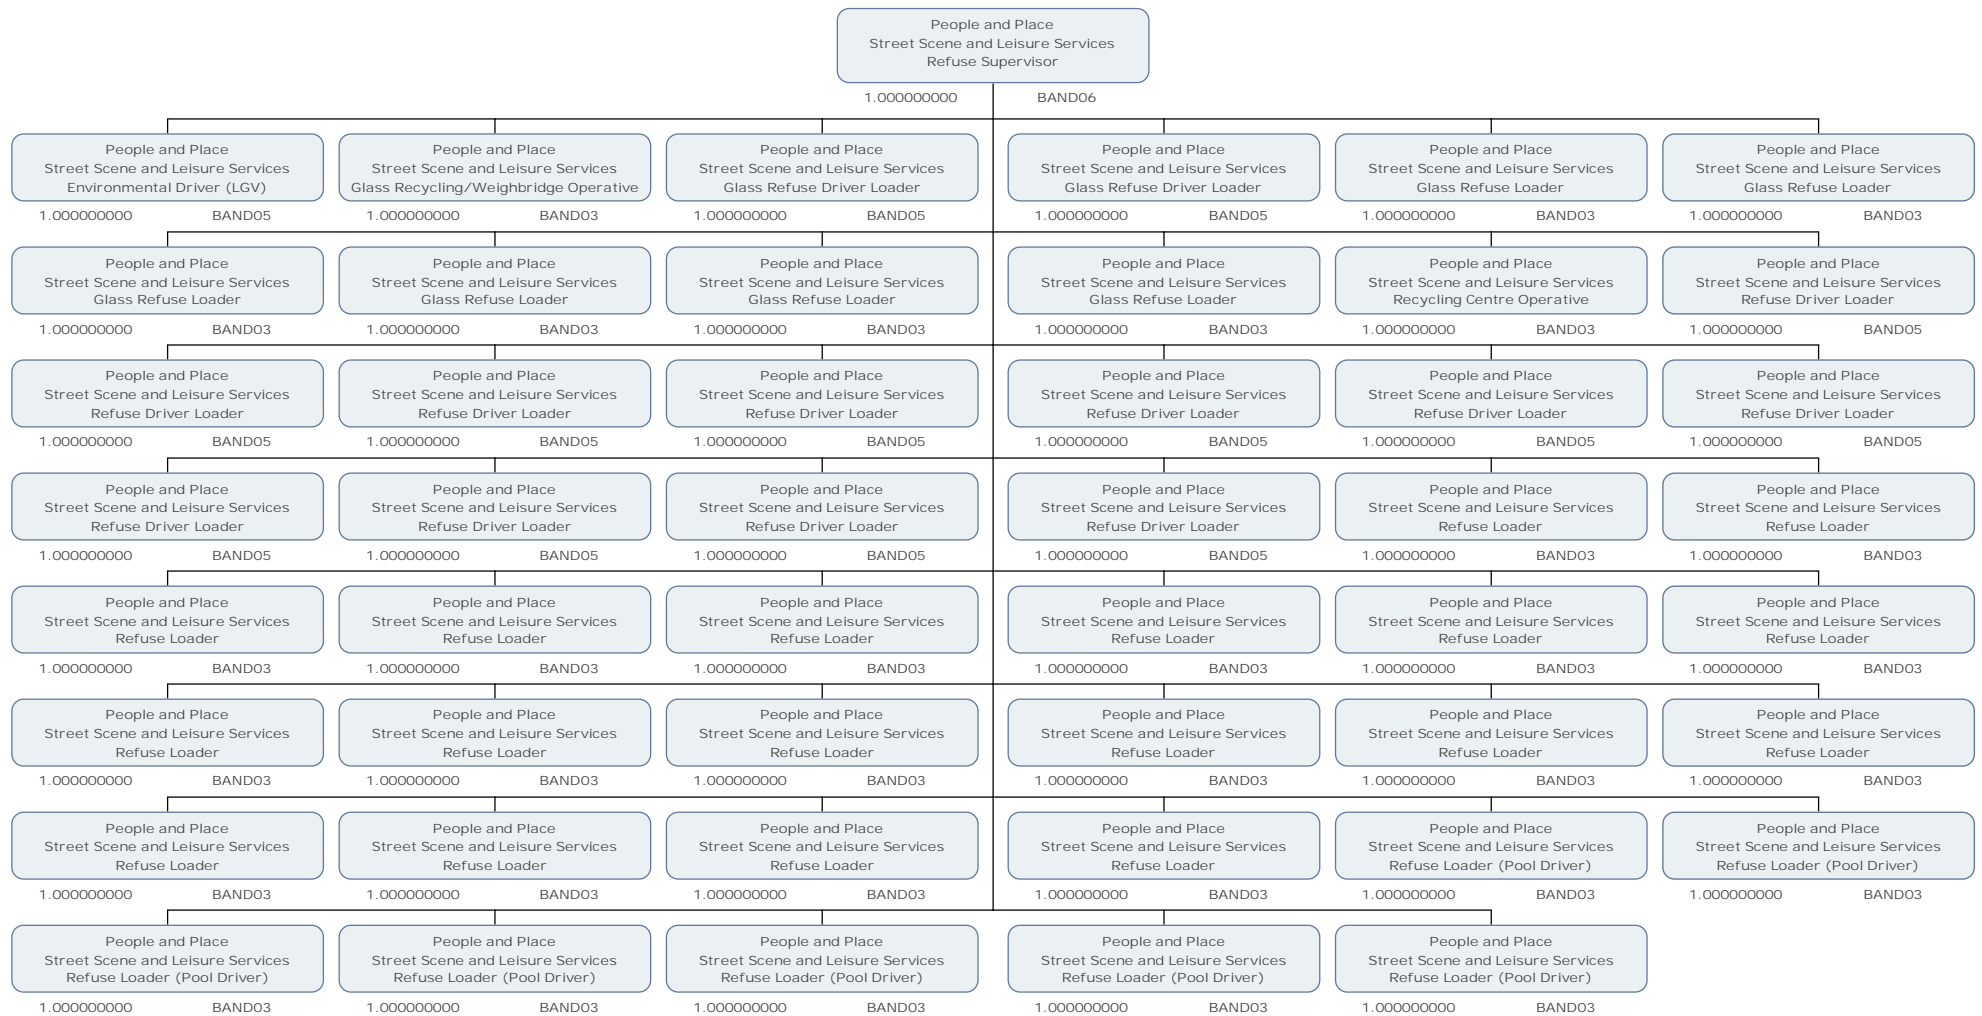 People and Place
Street Scene and Leisure Services
Refuse Supervisor
1.000000000 BAND06
People and Place
Street Scene and Leisure Services
Environmental Driver (LGV)
1.000000000 BAND05
People and Place
Street Scene and Leisure Services
Glass Recycling/Weighbridge Operative
1.000000000 BAND03
People and Place
Street Scene and Leisure Services
Glass Refuse Driver Loader
1.000000000 BAND05
People and Place
Street Scene and Leisure Services
Glass Refuse Driver Loader
1.000000000 BAND05
People and Place
Street Scene and Leisure Services
Glass Refuse Loader
1.000000000 BAND03
People and Place
Street Scene and Leisure Services
Glass Refuse Loader
1.000000000 BAND03
People and Place
Street Scene and Leisure Services
Glass Refuse Loader
1.000000000 BAND03
People and Place
Street Scene and Leisure Services
Glass Refuse Loader
1.000000000 BAND03
People and Place
Street Scene and Leisure Services
Glass Refuse Loader
1.000000000 BAND03
People and Place
Street Scene and Leisure Services
Glass Refuse Loader
1.000000000 BAND03
People and Place
Street Scene and Leisure Services
Recycling Centre Operative
1.000000000 BAND03
People and Place
Street Scene and Leisure Services
Refuse Driver Loader
1.000000000 BAND05
People and Place
Street Scene and Leisure Services
Refuse Driver Loader
1.000000000 BAND05
People and Place
Street Scene and Leisure Services
Refuse Driver Loader
1.000000000 BAND05
People and Place
Street Scene and Leisure Services
Refuse Driver Loader
1.000000000 BAND05
People and Place
Street Scene and Leisure Services
Refuse Driver Loader
1.000000000 BAND05
People and Place
Street Scene and Leisure Services
Refuse Driver Loader
1.000000000 BAND05
People and Place
Street Scene and Leisure Services
Refuse Driver Loader
1.000000000 BAND05
People and Place
Street Scene and Leisure Services
Refuse Driver Loader
1.000000000 BAND05
People and Place
Street Scene and Leisure Services
Refuse Driver Loader
1.000000000 BAND05
People and Place
Street Scene and Leisure Services
Refuse Driver Loader
1.000000000 BAND05
People and Place
Street Scene and Leisure Services
Refuse Driver Loader
1.000000000 BAND05
People and Place
Street Scene and Leisure Services
Refuse Loader
1.000000000 BAND03
People and Place
Street Scene and Leisure Services
Refuse Loader
1.000000000 BAND03
People and Place
Street Scene and Leisure Services
Refuse Loader
1.000000000 BAND03
People and Place
Street Scene and Leisure Services
Refuse Loader
1.000000000 BAND03
People and Place
Street Scene and Leisure Services
Refuse Loader
1.000000000 BAND03
People and Place
Street Scene and Leisure Services
Refuse Loader
1.000000000 BAND03
People and Place
Street Scene and Leisure Services
Refuse Loader
1.000000000 BAND03
People and Place
Street Scene and Leisure Services
Refuse Loader
1.000000000 BAND03
People and Place
Street Scene and Leisure Services
Refuse Loader
1.000000000 BAND03
People and Place
Street Scene and Leisure Services
Refuse Loader
1.000000000 BAND03
People and Place
Street Scene and Leisure Services
Refuse Loader
1.000000000 BAND03
People and Place
Street Scene and Leisure Services
Refuse Loader
1.000000000 BAND03
People and Place
Street Scene and Leisure Services
Refuse Loader
1.000000000 BAND03
People and Place
Street Scene and Leisure Services
Refuse Loader
1.000000000 BAND03
People and Place
Street Scene and Leisure Services
Refuse Loader
1.000000000 BAND03
People and Place
Street Scene and Leisure Services
Refuse Loader
1.000000000 BAND03
People and Place
Street Scene and Leisure Services
Refuse Loader
1.000000000 BAND03
People and Place
Street Scene and Leisure Services
Refuse Loader
1.000000000 BAND03
People and Place
Street Scene and Leisure Services
Refuse Loader (Pool Driver)
1.000000000 BAND03
People and Place
Street Scene and Leisure Services
Refuse Loader (Pool Driver)
1.000000000 BAND03
People and Place
Street Scene and Leisure Services
Refuse Loader (Pool Driver)
1.000000000 BAND03
People and Place
Street Scene and Leisure Services
Refuse Loader (Pool Driver)
1.000000000 BAND03
People and Place
Street Scene and Leisure Services
Refuse Loader (Pool Driver)
1.000000000 BAND03
People and Place
Street Scene and Leisure Services
Refuse Loader (Pool Driver)
1.000000000 BAND03
People and Place
Street Scene and Leisure Services
Refuse Loader (Pool Driver)
1.000000000 BAND03